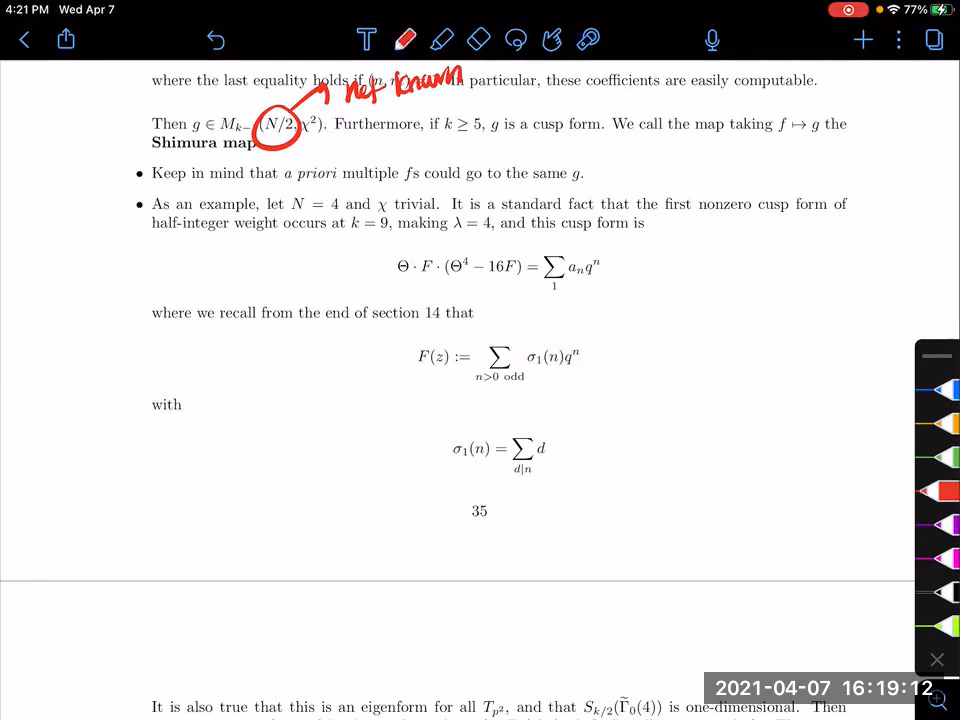 4:21 PM Wed Apr 7
77%
where the last equality holds if (n, in particular, these coefficients are easily computable.
not known
Then g ∈ M_{k−1}(N/2, χ²). Furthermore, if k ≥ 5, g is a cusp form. We call the map taking f ↦ g the
Shimura map
• Keep in mind that a priori multiple fs could go to the same g.
• As an example, let N = 4 and χ trivial. It is a standard fact that the first nonzero cusp form of
half-integer weight occurs at k = 9, making λ = 4, and this cusp form is
Θ · F · (Θ⁴ − 16F) = ∑_1 a_n q^n
where we recall from the end of section 14 that
F(z) := ∑_{n>0 odd} σ₁(n)q^n
with
σ₁(n) = ∑_{d|n} d
35
2021-04-07 16:19:12
It is also true that this is an eigenform for all T_{p²}, and that S_{k/2}(Γ̃₀(4)) is one-dimensional. Then